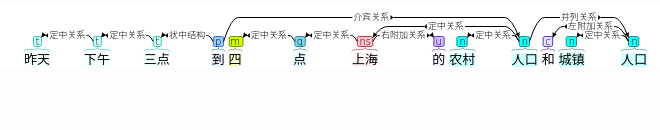 介宾关系 并列关系
定中关系 左附加关系
定中关系 定中关系 状中结构 定中关系 定中关系 右附加关系 定中关系 定中关系
t t t p m q ns u n n c n n
昨天 下午 三点 到 四 点 上海 的 农村 人口 和 城镇 人口